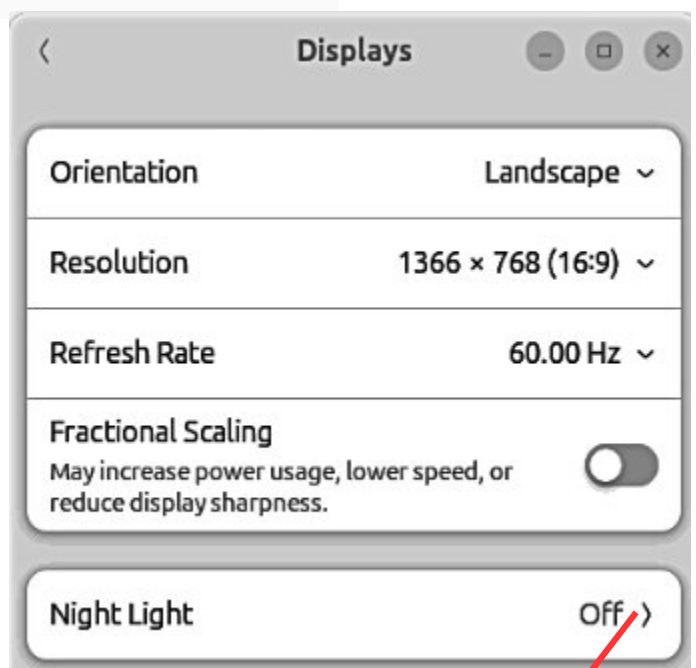 Displays
Orientation Landscape
Resolution 1366 × 768 (16:9)
Refresh Rate 60.00 Hz
Fractional Scaling
May increase power usage, lower speed, or
reduce display sharpness.
Night Light Off